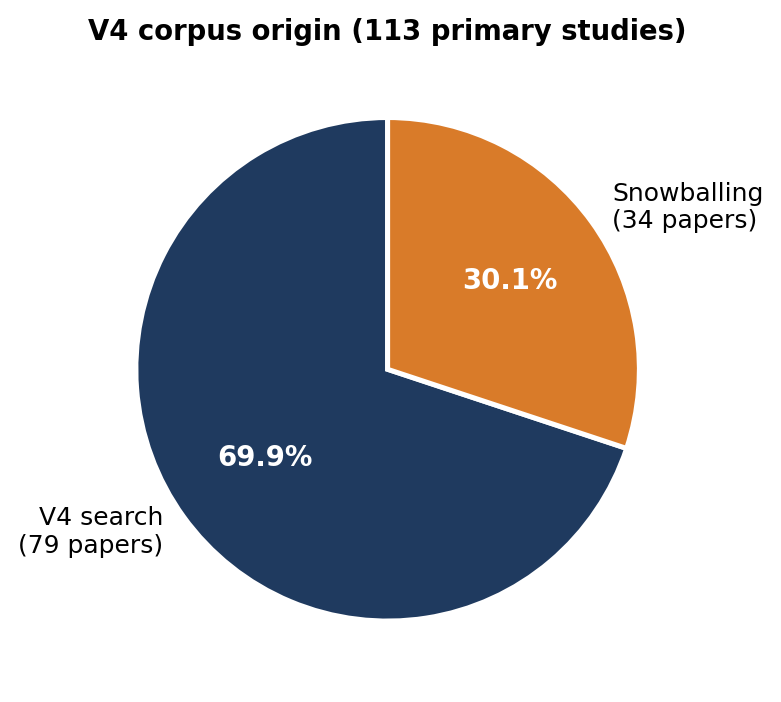 V4 corpus origin (113 primary studies)
Snowballing
(34 papers)
30.1%
69.9%
V4 search
(79 papers)